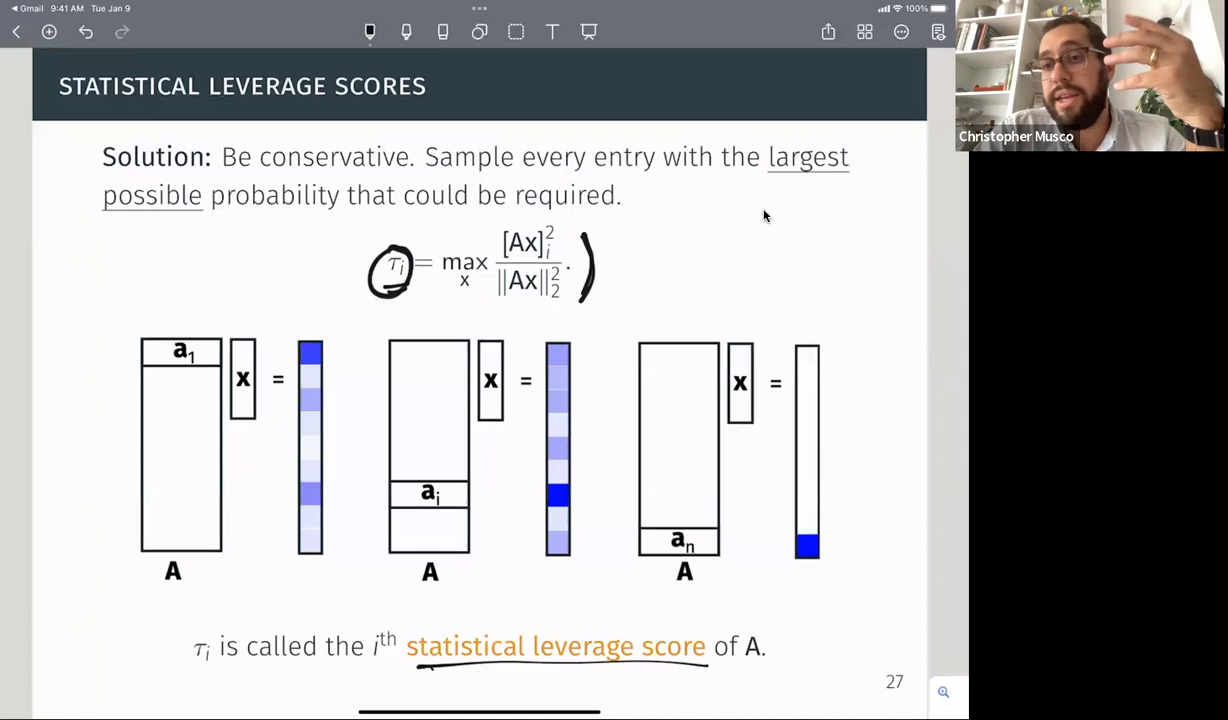 Gmail 9:41 AM Tue Jan 9
100%
STATISTICAL LEVERAGE SCORES
Christopher Musco
Solution: Be conservative. Sample every entry with the largest
possible probability that could be required.
τᵢ = max_x [Ax]ᵢ² / ||Ax||₂². )
a₁ x =
aᵢ x =
aₙ x =
A A A
τᵢ is called the iᵗʰ statistical leverage score of A.
27